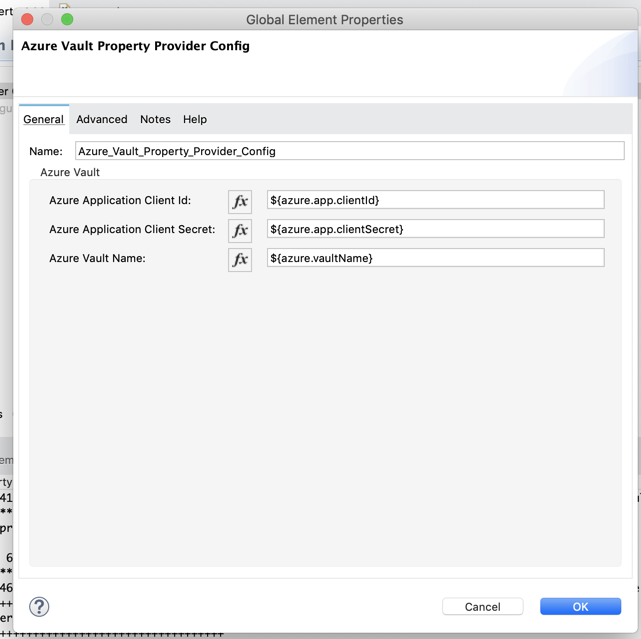 Global Element Properties
Azure Vault Property Provider Config
General Advanced Notes Help
Name: Azure_Vault_Property_Provider_Config
Azure Vault
Azure Application Client Id: fx ${azure.app.clientId}
Azure Application Client Secret: fx ${azure.app.clientSecret}
Azure Vault Name: fx ${azure.vaultName}
? Cancel OK